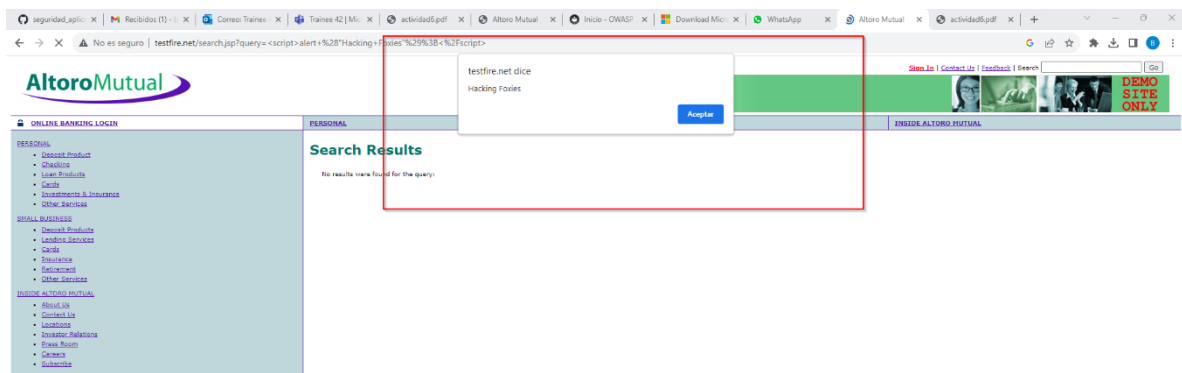 seguridad_aplic
Recibidos (1) - b
Correo: Trainee
Trainee 42 | Mic
actividad6.pdf
Altoro Mutual
Inicio - OWASP
Download Micr
WhatsApp
Altoro Mutual
actividad6.pdf
No es seguro | testfire.net/search.jsp?query=<script>alert+%28"Hacking+Foxies"%29%3B<%2Fscript>
testfire.net dice
Hacking Foxies
Aceptar
AltoroMutual
Sign In | Contact Us | Feedback | Search
Go
DEMO
SITE
ONLY
ONLINE BANKING LOGIN
PERSONAL
INSIDE ALTORO MUTUAL
PERSONAL
Deposit Product
Checking
Loan Products
Cards
Investments & Insurance
Other Services
SMALL BUSINESS
Deposit Products
Lending Services
Cards
Insurance
Retirement
Other Services
INSIDE ALTORO MUTUAL
About Us
Contact Us
Locations
Investor Relations
Press Room
Careers
Subscribe
Search Results
No results were found for the query: